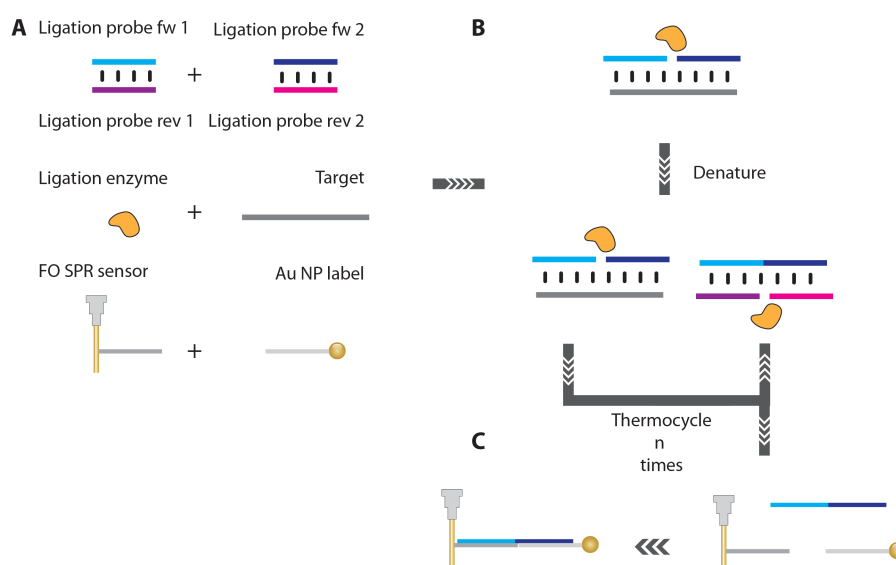 A
Ligation probe fw 1
Ligation probe fw 2
+
Ligation probe rev 1
Ligation probe rev 2
Ligation enzyme
Target
+
FO SPR sensor
Au NP label
+
B
Denature
Thermocycle
n
times
C